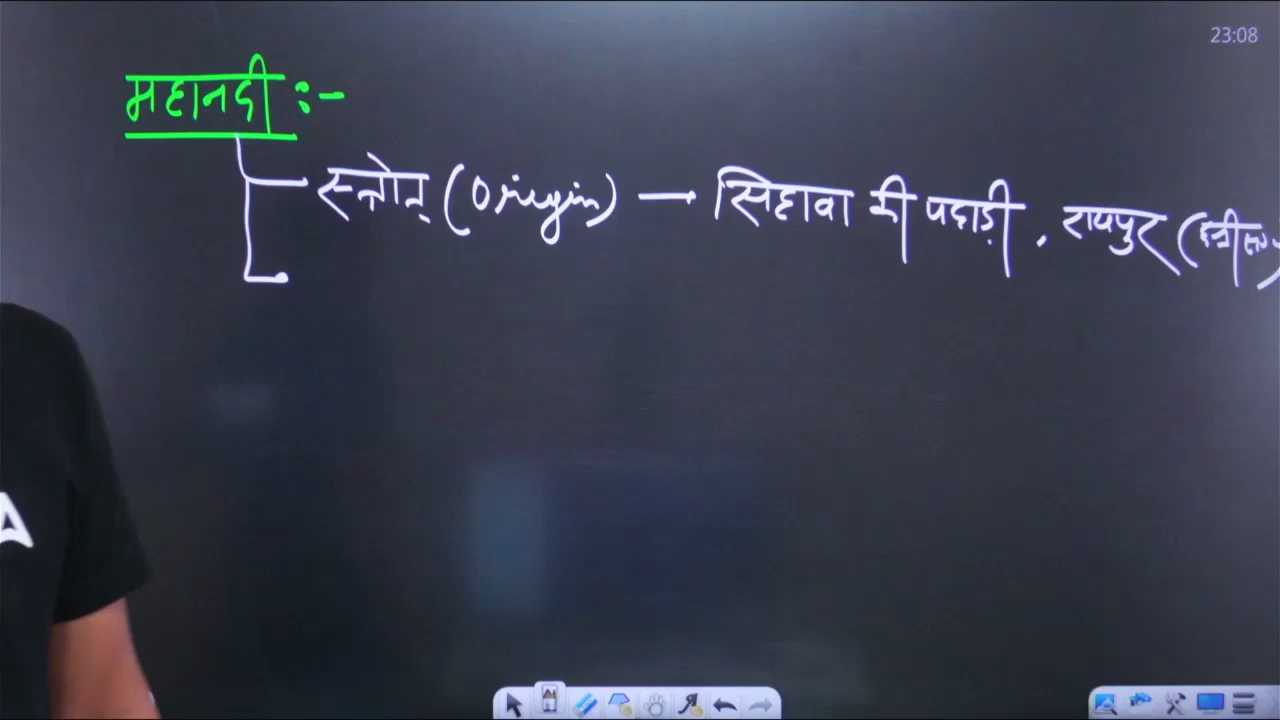 23:08
महानदी :-
स्त्रोत (Origin) → सिहावा की पहाड़ी, रायपुर